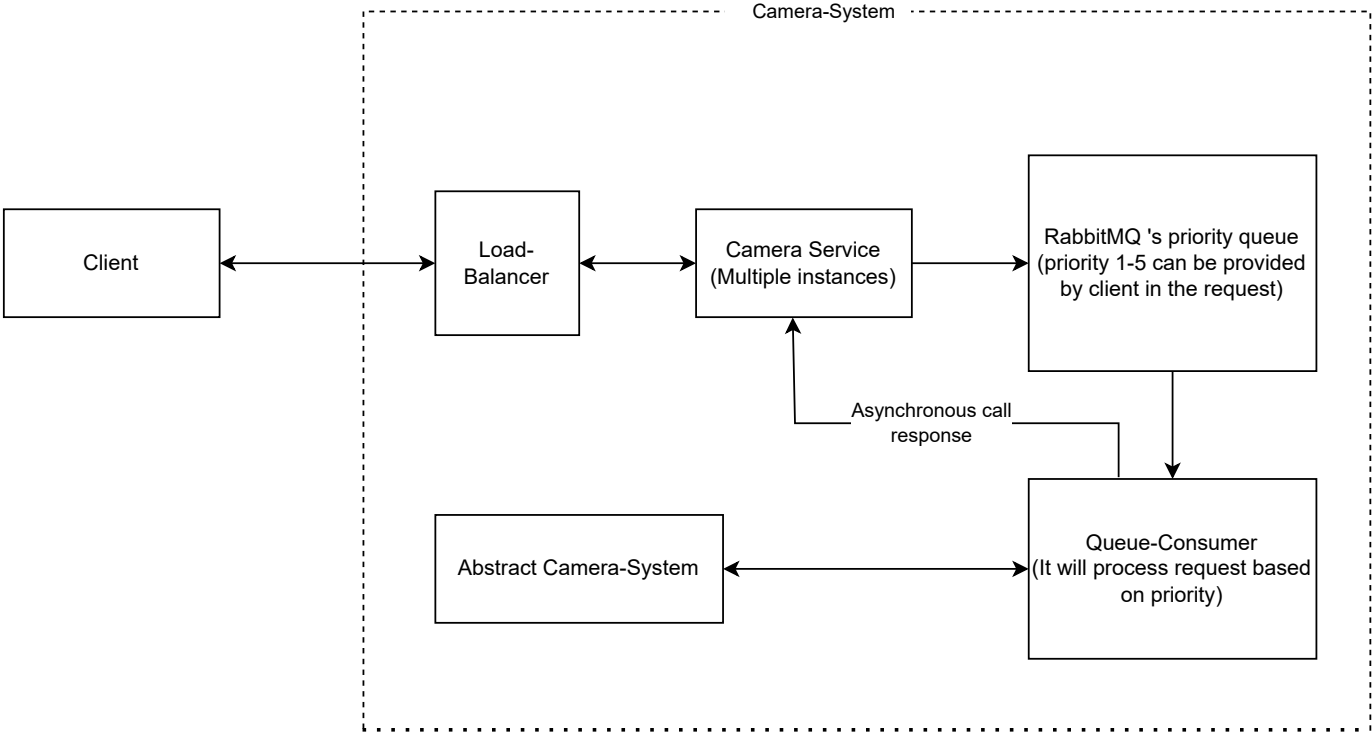 Camera-System
Client
Load-
Balancer
Camera Service
(Multiple instances)
RabbitMQ 's priority queue
(priority 1-5 can be provided
by client in the request)
Asynchronous call
response
Abstract Camera-System
Queue-Consumer
(It will process request based
on priority)